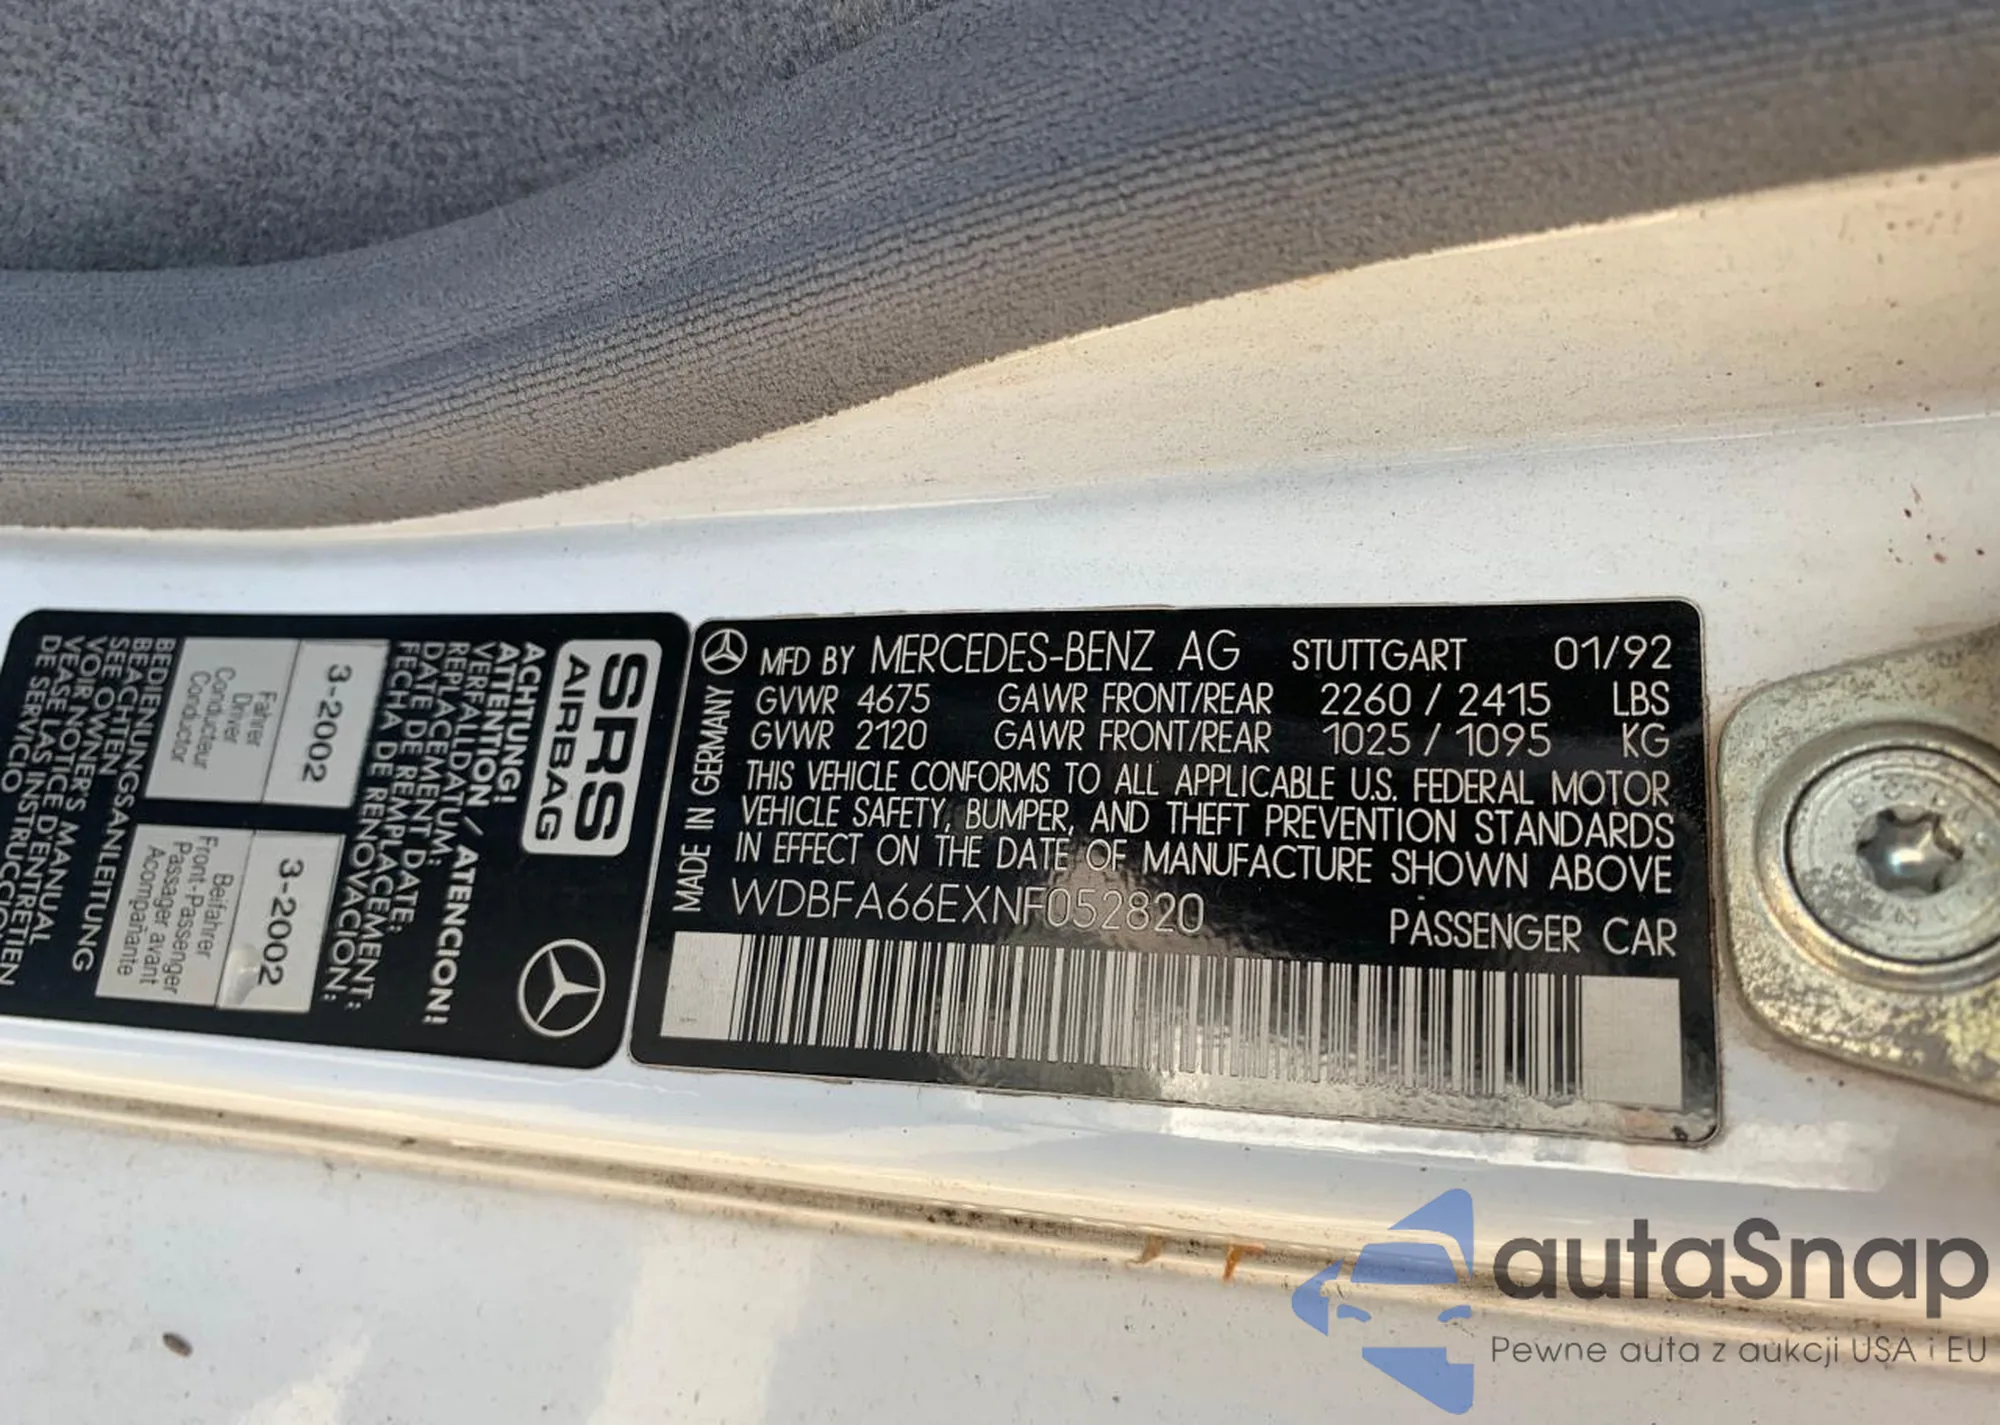 MFD BY MERCEDES-BENZ AG STUTTGART 01/92
GVWR 4675 GAWR FRONT/REAR 2260 / 2415 LBS
GVWR 2120 GAWR FRONT/REAR 1025 / 1095 KG
THIS VEHICLE CONFORMS TO ALL APPLICABLE U.S. FEDERAL MOTOR
VEHICLE SAFETY, BUMPER, AND THEFT PREVENTION STANDARDS
IN EFFECT ON THE DATE OF MANUFACTURE SHOWN ABOVE
WDBFA66EXNF052820 PASSENGER CAR
MADE IN GERMANY
SRS
AIRBAG
ACHTUNG!
ATTENTION / ATENCION!
VERFALLDATUM:
REPLACEMENT DATE:
DATE DE REMPLACEMENT:
FECHA DE RENOVACION:
3-2002
3-2002
Fahrer
Driver
Conducteur
Conductor
Beifahrer
Front-Passenger
Passager avant
Acompañante
BEDIENUNGSANLEITUNG
BEACHTEN
SEE OWNER'S MANUAL
VOIR NOTICE D'ENTRETIEN
VEASE LAS INSTRUCCIONES
DE SERVICIO
autaSnap
Pewne auta z aukcji USA i EU